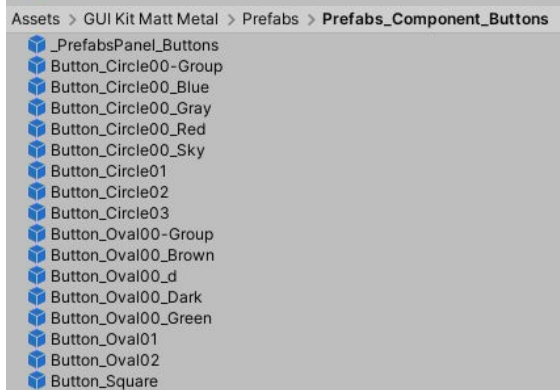 Assets > GUI Kit Matt Metal > Prefabs > Prefabs_Component_Buttons
_PrefabsPanel_Buttons
Button_Circle00-Group
Button_Circle00_Blue
Button_Circle00_Gray
Button_Circle00_Red
Button_Circle00_Sky
Button_Circle01
Button_Circle02
Button_Circle03
Button_Oval00-Group
Button_Oval00_Brown
Button_Oval00_d
Button_Oval00_Dark
Button_Oval00_Green
Button_Oval01
Button_Oval02
Button_Square